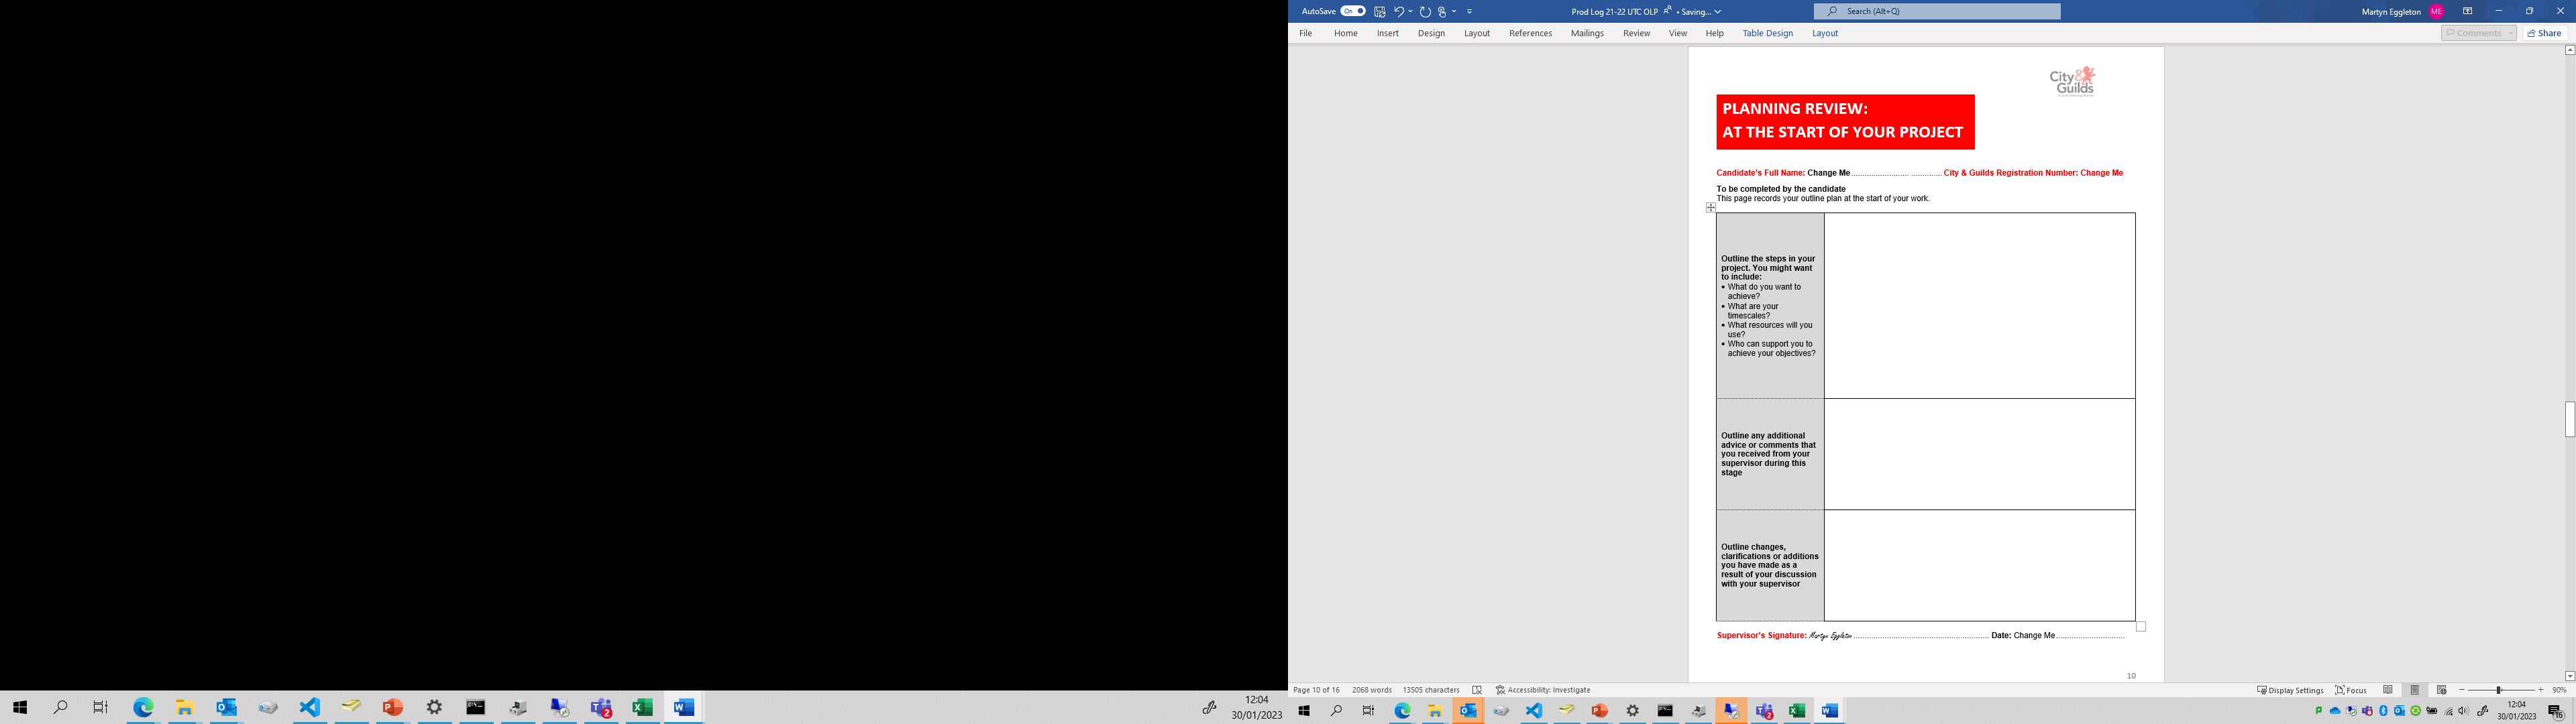 AutoSave On
Prod Log 21-22 UTC OLP • Saving...
Search (Alt+Q)
Martyn Eggleton ME
File Home Insert Design Layout References Mailings Review View Help Table Design Layout
Comments Share
City&
Guilds
PLANNING REVIEW:
AT THE START OF YOUR PROJECT
Candidate's Full Name: Change Me.......................... .............. City & Guilds Registration Number: Change Me
To be completed by the candidate
This page records your outline plan at the start of your work.
Outline the steps in your
project. You might want
to include:
• What do you want to
achieve?
• What are your
timescales?
• What resources will you
use?
• Who can support you to
achieve your objectives?
Outline any additional
advice or comments that
you received from your
supervisor during this
stage
Outline changes,
clarifications or additions
you have made as a
result of your discussion
with your supervisor
Supervisor's Signature: Martyn Eggleton ............................................................. Date: Change Me...............................
10
Page 10 of 16 2068 words 13505 characters Accessibility: Investigate
Display Settings Focus 90%
12:04
30/01/2023
12:04
30/01/2023